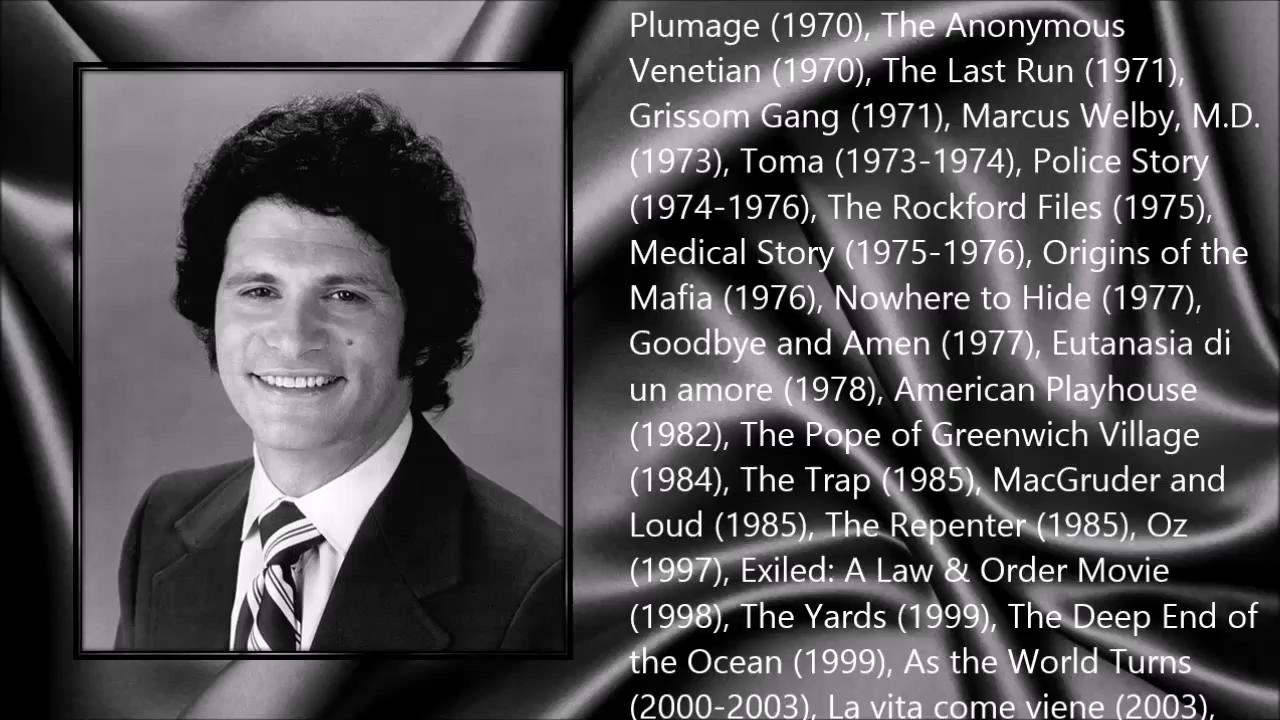 Plumage (1970), The Anonymous
Venetian (1970), The Last Run (1971),
Grissom Gang (1971), Marcus Welby, M.D.
(1973), Toma (1973-1974), Police Story
(1974-1976), The Rockford Files (1975),
Medical Story (1975-1976), Origins of the
Mafia (1976), Nowhere to Hide (1977),
Goodbye and Amen (1977), Eutanasia di
un amore (1978), American Playhouse
(1982), The Pope of Greenwich Village
(1984), The Trap (1985), MacGruder and
Loud (1985), The Repenter (1985), Oz
(1997), Exiled: A Law & Order Movie
(1998), The Yards (1999), The Deep End of
the Ocean (1999), As the World Turns
(2000-2003), La vita come viene (2003),